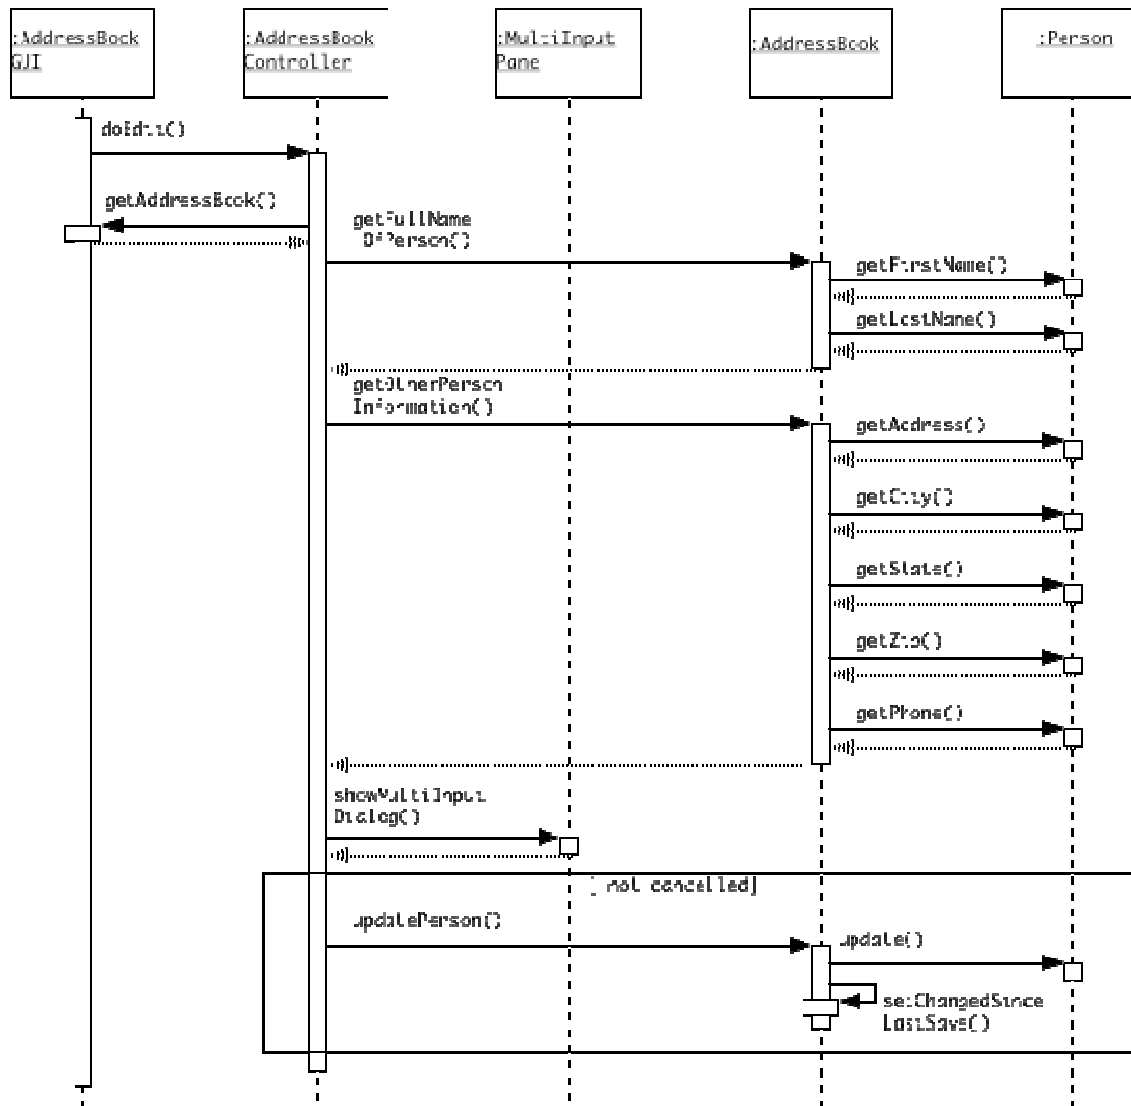 :AddressBook
GUI
:AddressBook
Controller
:MultiInput
Pane
:AddressBook
:Person
doEdit()
getAddressBook()
getFullName
OfPerson()
getFirstName()
getLastName()
getOtherPerson
Information()
getAddress()
getCity()
getState()
getZip()
getPhone()
showMultiInput
Dialog()
[ not cancelled]
updatePerson()
update()
setChangedSince
LastSave()